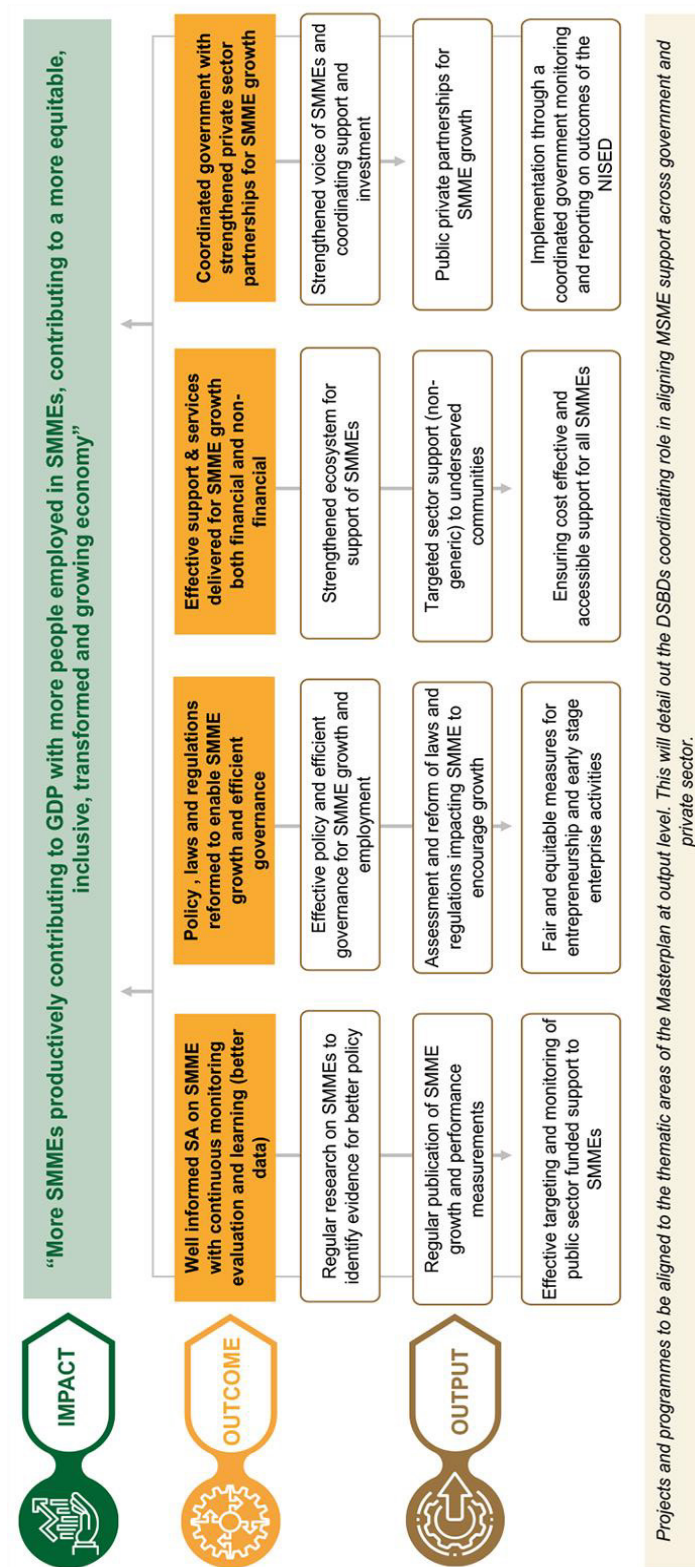 IMPACT
“More SMMEs productively contributing to GDP with more people employed in SMMEs, contributing to a more equitable,
inclusive, transformed and growing economy”
OUTCOME
Well informed SA on SMME
with continuous monitoring
evaluation and learning (better
data)
Policy , laws and regulations
reformed to enable SMME
growth and efficient
governance
Effective support & services
delivered for SMME growth
both financial and non-
financial
Coordinated government with
strengthened private sector
partnerships for SMME growth
OUTPUT
Regular research on SMMEs to
identify evidence for better policy
Effective policy and efficient
governance for SMME growth and
employment
Strengthened ecosystem for
support of SMMEs
Strengthened voice of SMMEs and
coordinating support and
investment
Regular publication of SMME
growth and performance
measurements
Assessment and reform of laws and
regulations impacting SMME to
encourage growth
Targeted sector support (non-
generic) to underserved
communities
Public private partnerships for
SMME growth
Effective targeting and monitoring of
public sector funded support to
SMMEs
Fair and equitable measures for
entrepreneurship and early stage
enterprise activities
Ensuring cost effective and
accessible support for all SMMEs
Implementation through a
coordinated government monitoring
and reporting on outcomes of the
NISED
Projects and programmes to be aligned to the thematic areas of the Masterplan at output level. This will detail out the DSBDs coordinating role in aligning MSME support across government and
private sector.